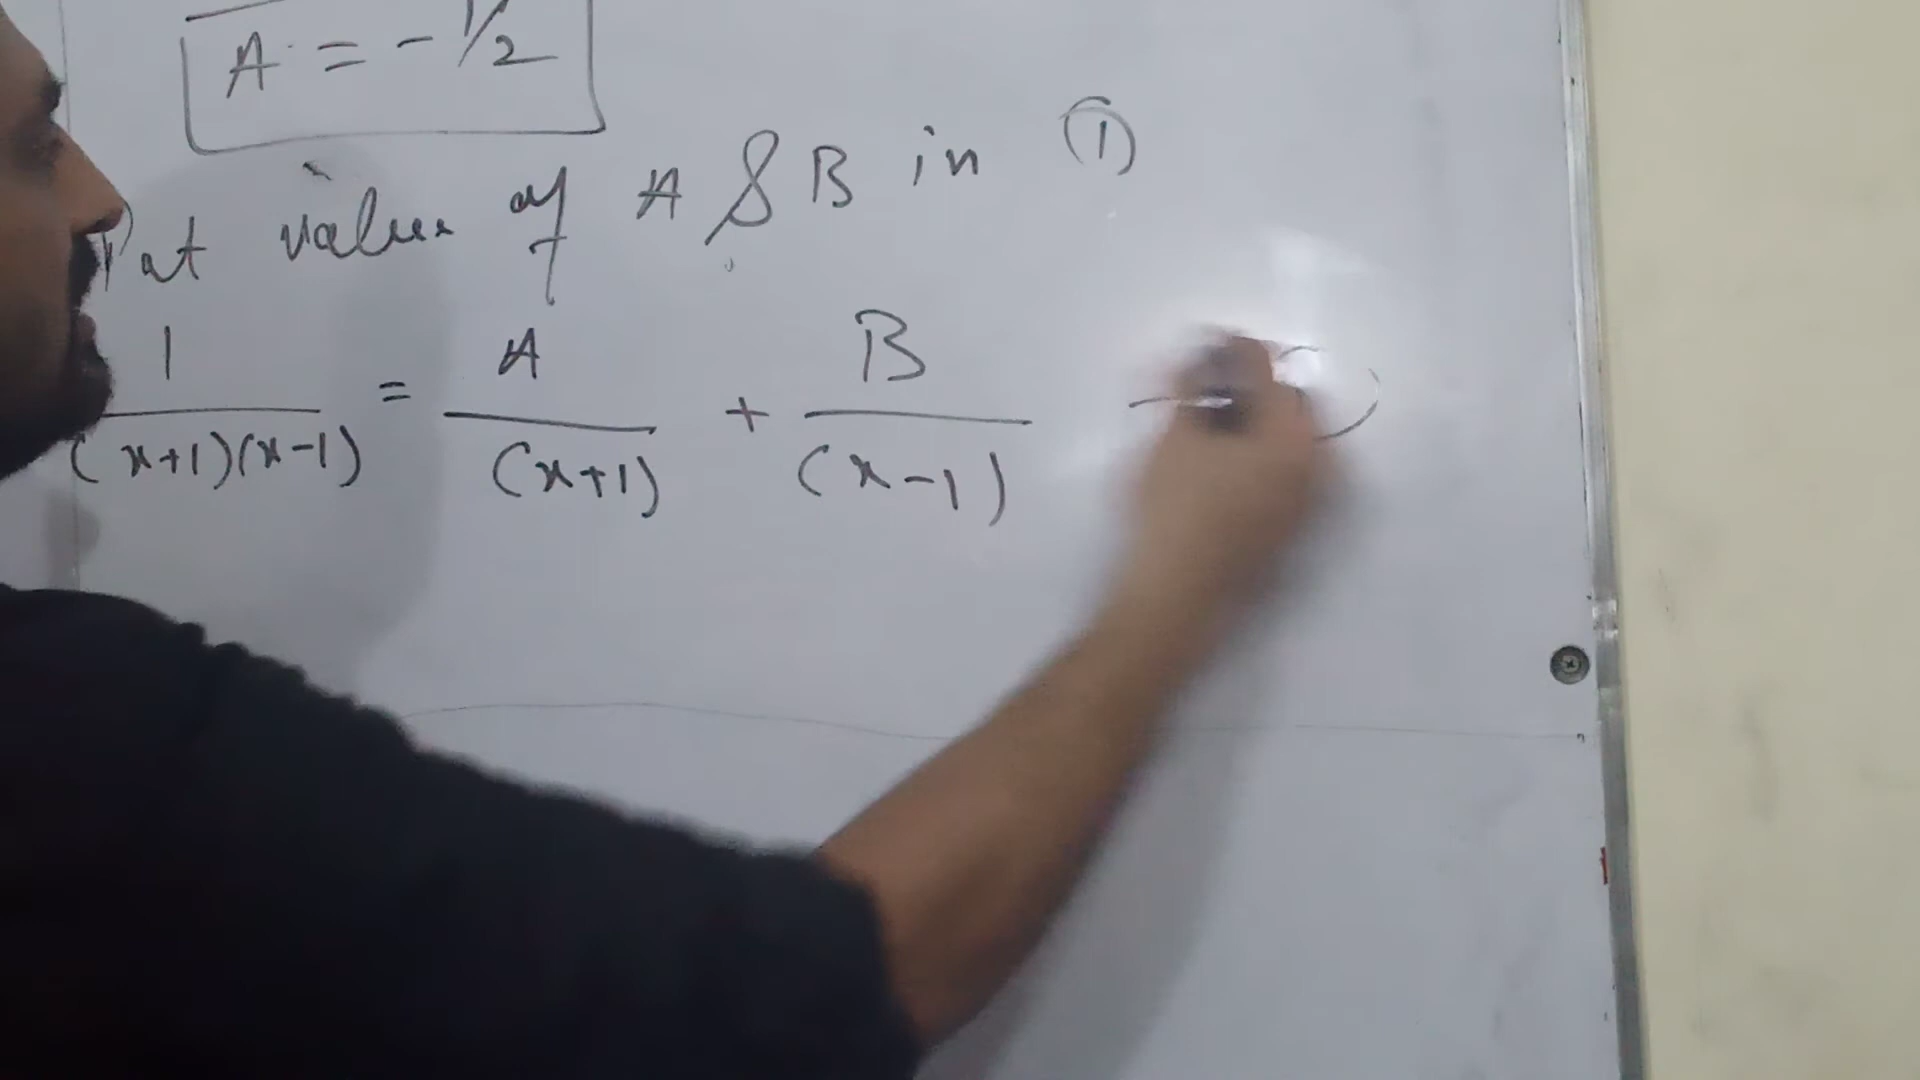 A = - 1/2
Put value of A & B in (1)
1 / (x+1)(x-1) = A / (x+1) + B / (x-1)